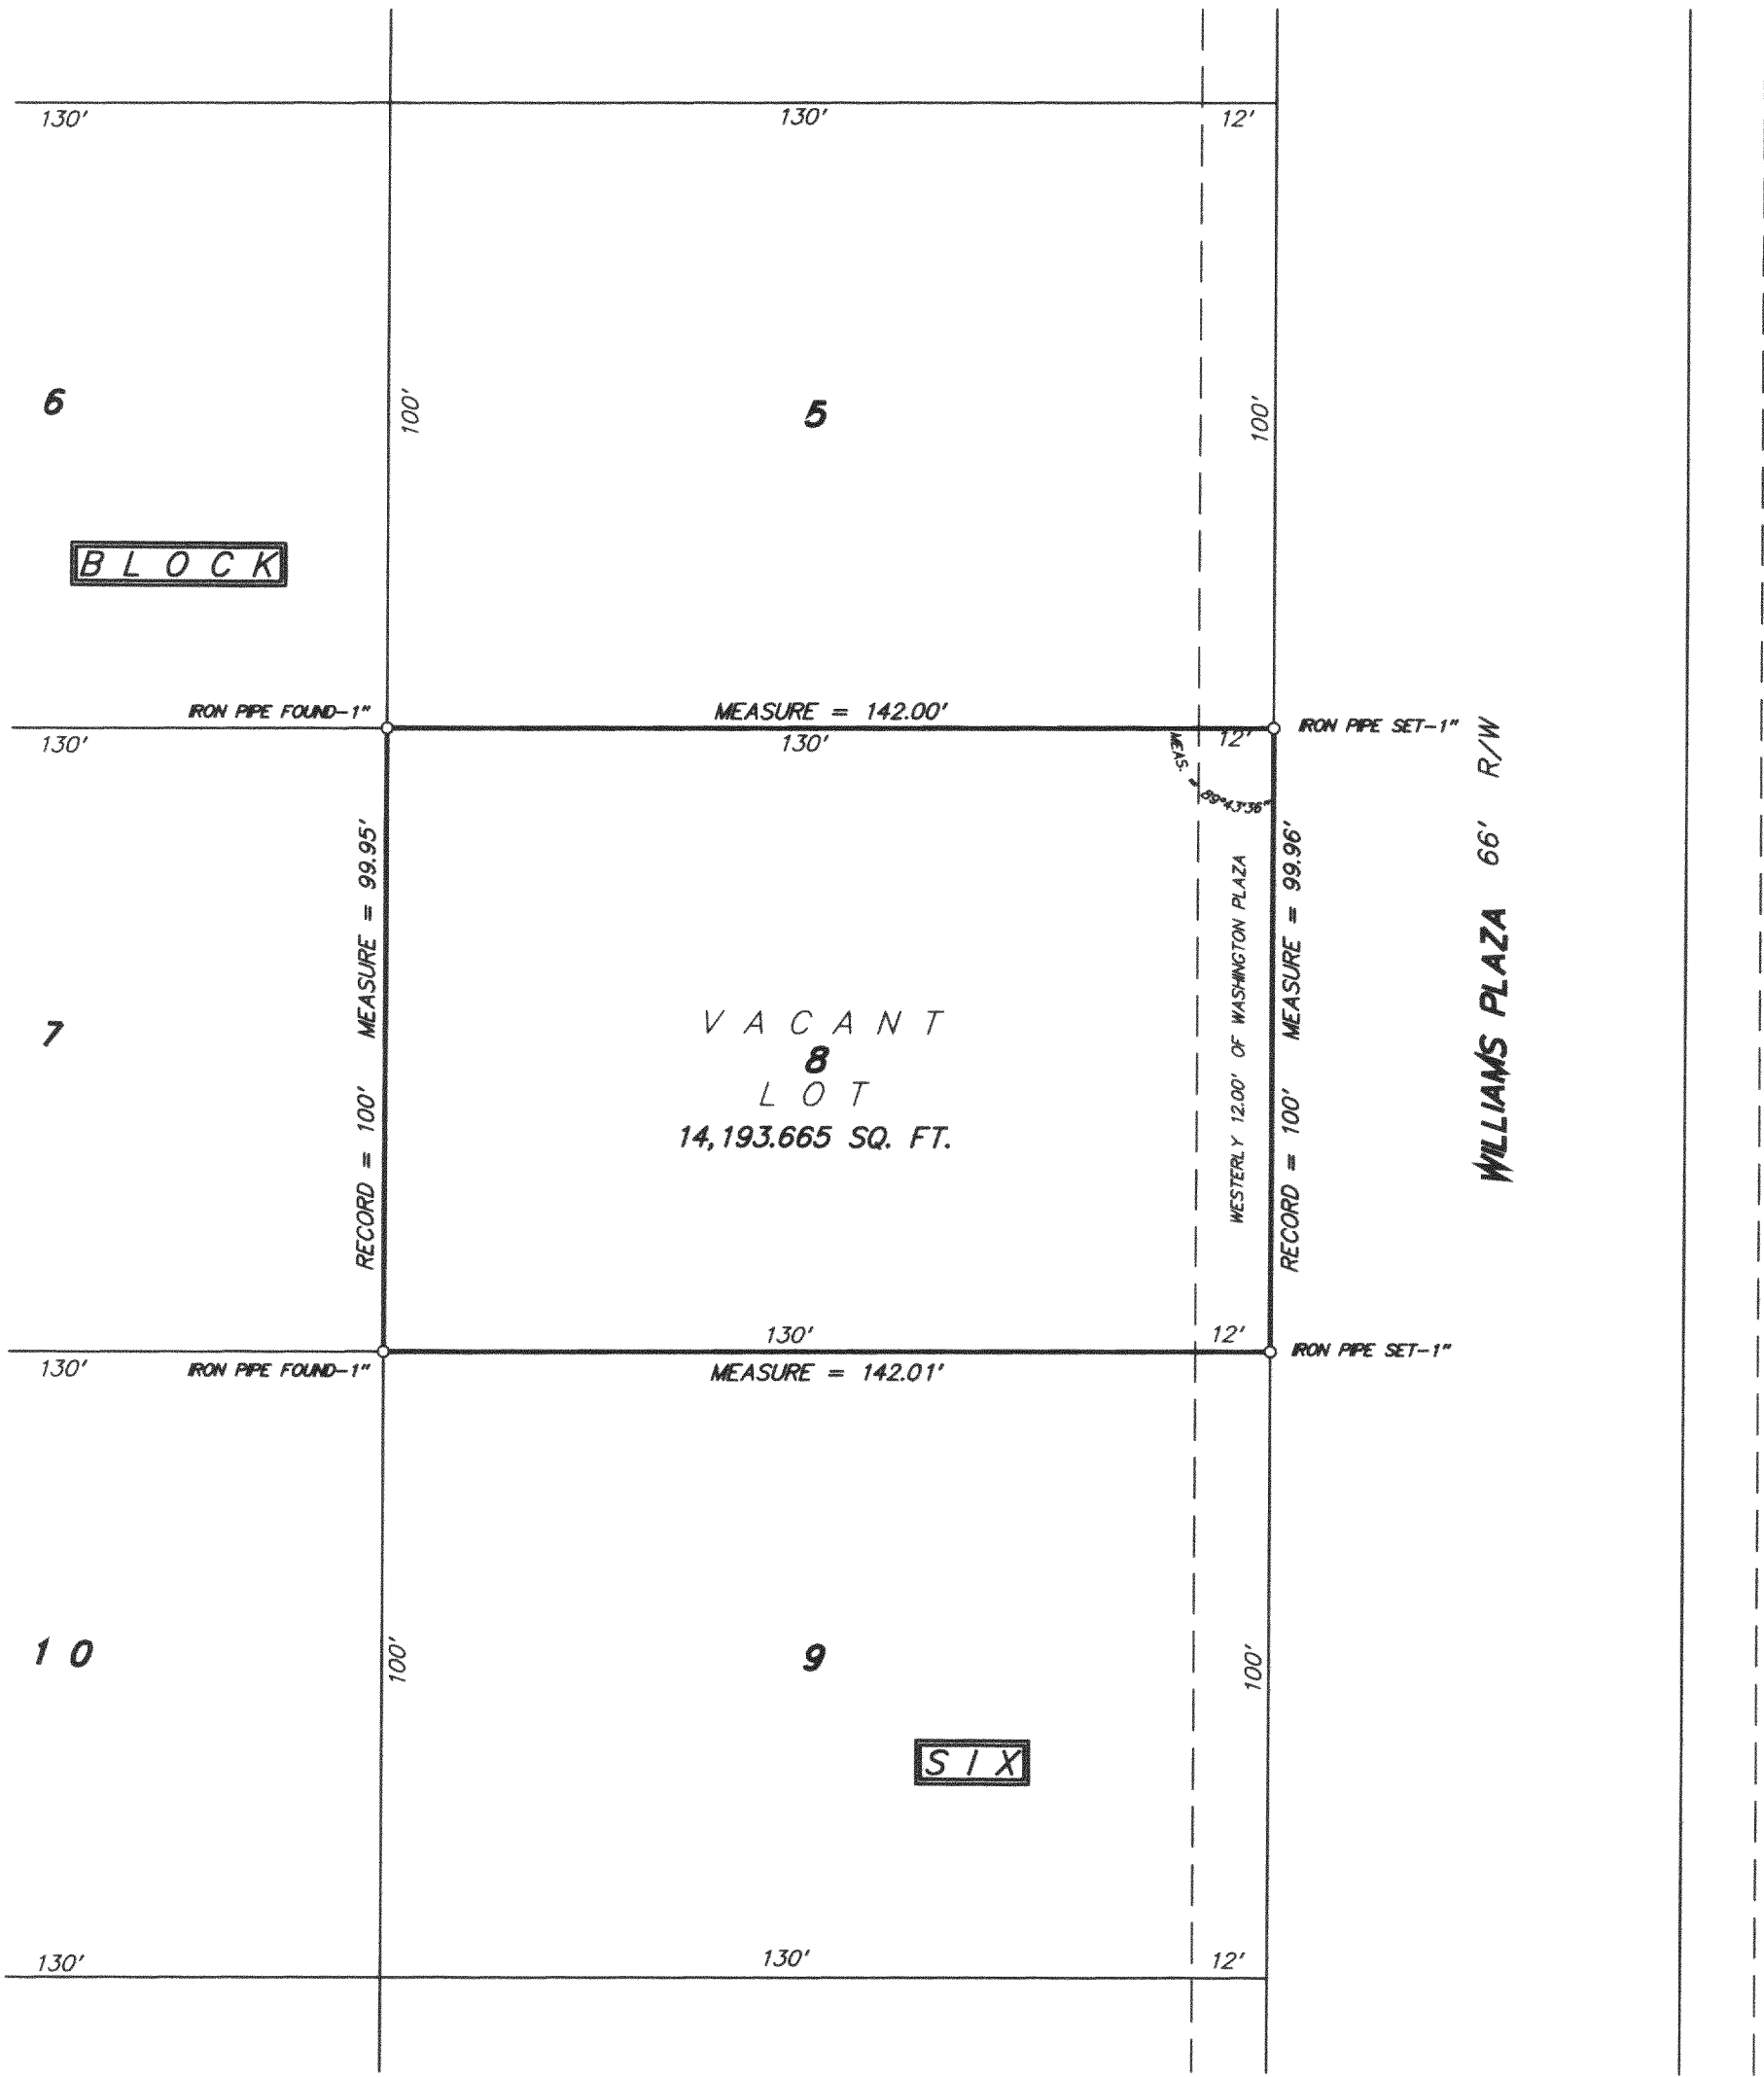 130'
130'
12'
6
100'
5
100'
BLOCK
IRON PIPE FOUND-1"
MEASURE = 142.00'
IRON PIPE SET-1"
130'
130'
12'
MEAS. = 89°43'36"
RECORD = 100' MEASURE = 99.95'
WESTERLY 12.00' OF WASHINGTON PLAZA
RECORD = 100' MEASURE = 99.96'
WILLIAMS PLAZA 66' R/W
7
VACANT
8
LOT
14,193.665 SQ. FT.
130'
12'
130'
IRON PIPE FOUND-1"
MEASURE = 142.01'
IRON PIPE SET-1"
10
100'
9
100'
SIX
130'
130'
12'